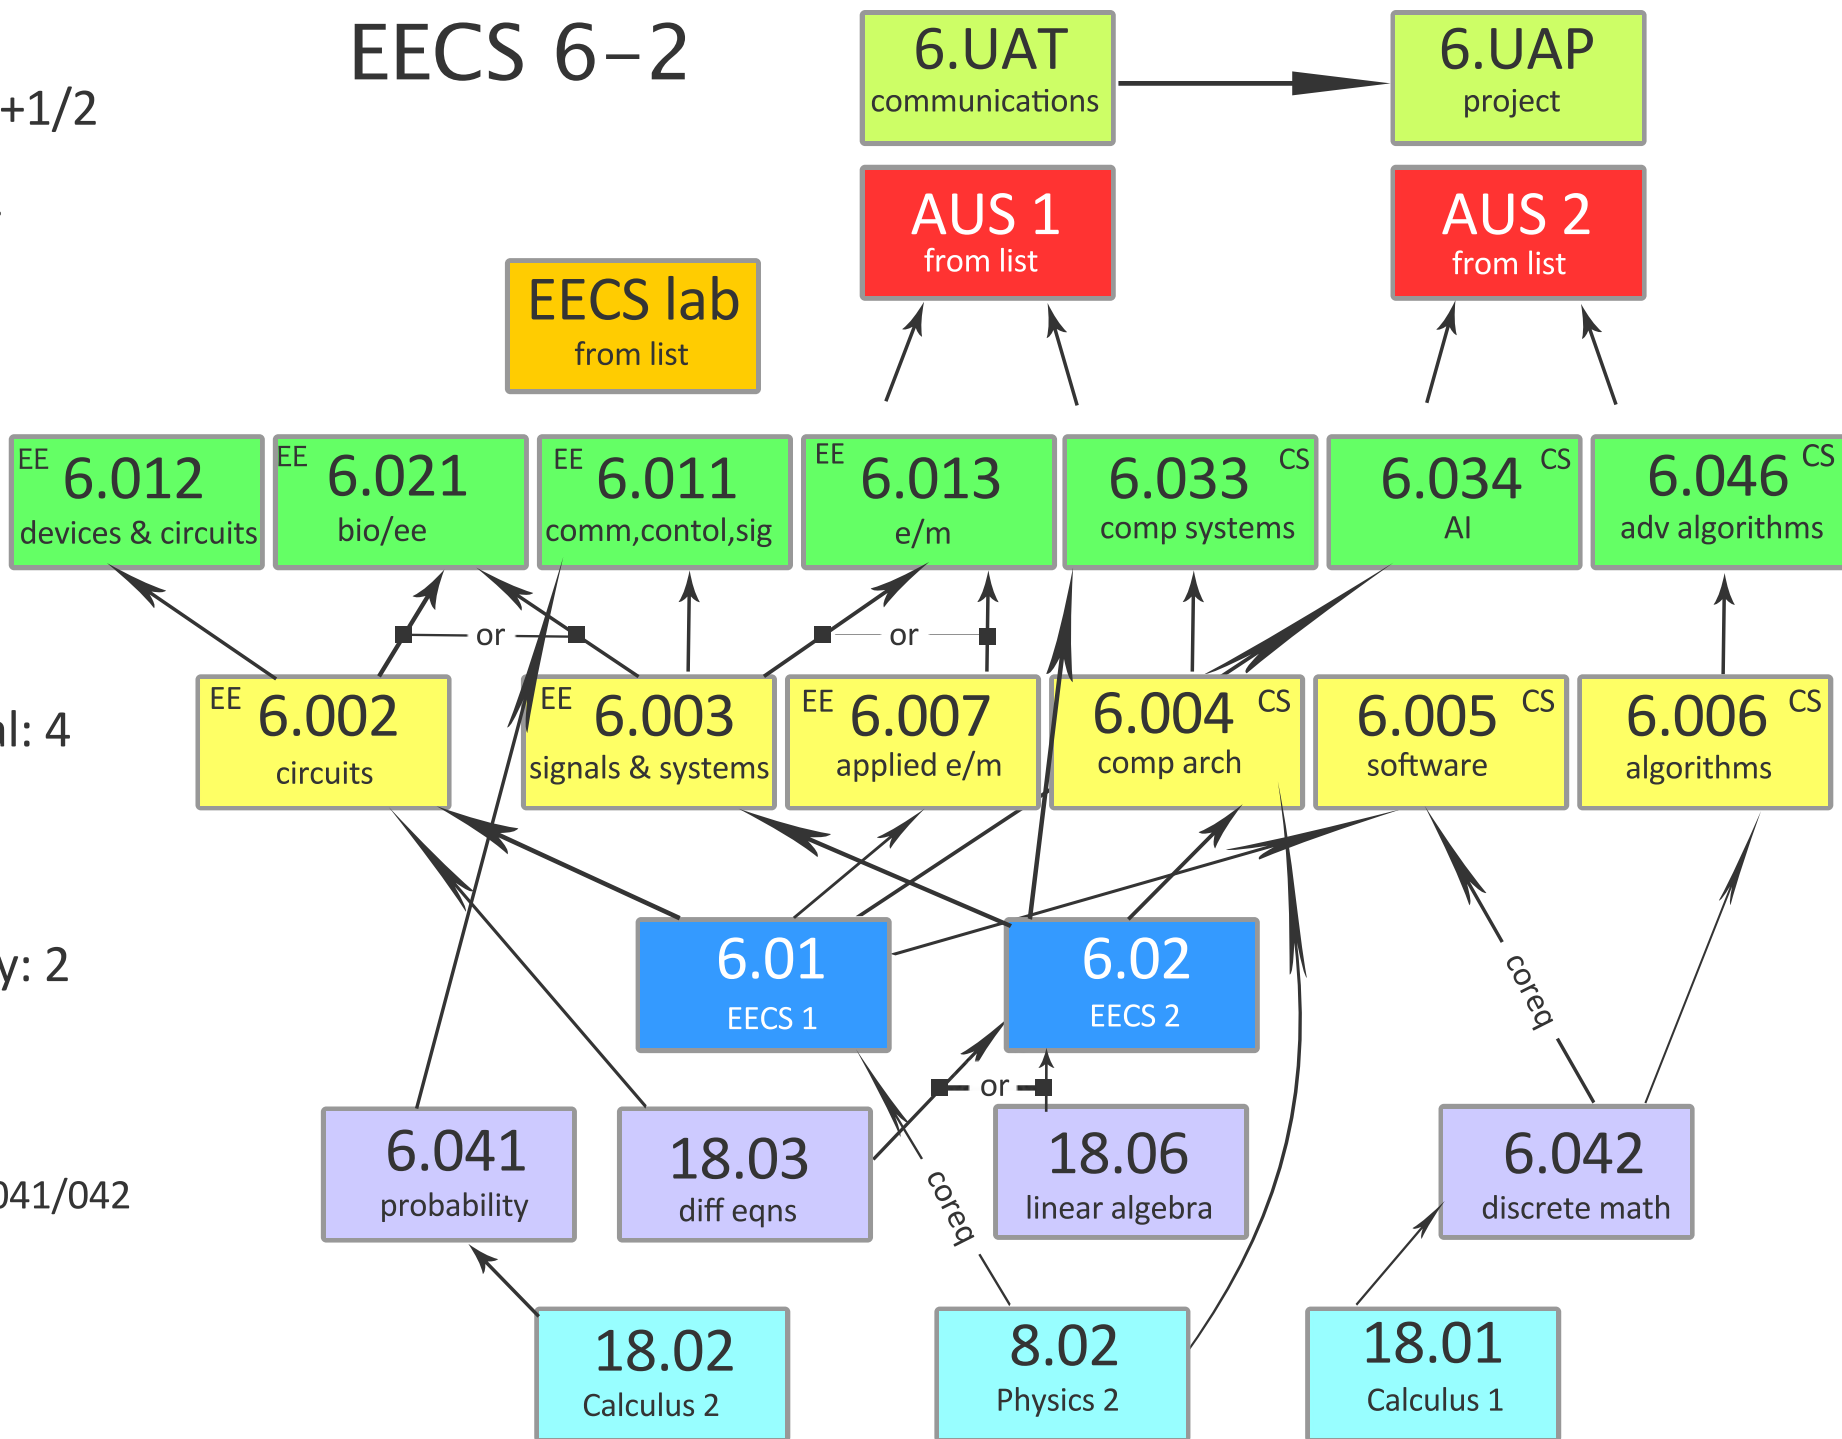 EECS 6–2
6.UAT
communications
6.UAP
project
+1/2
AUS 1
from list
AUS 2
from list
EECS lab
from list
EE 6.012
devices & circuits
EE 6.021
bio/ee
EE 6.011
comm,contol,sig
EE 6.013
e/m
6.033 CS
comp systems
6.034 CS
AI
6.046 CS
adv algorithms
or
or
al: 4
EE 6.002
circuits
EE 6.003
signals & systems
EE 6.007
applied e/m
6.004 CS
comp arch
6.005 CS
software
6.006 CS
algorithms
y: 2
6.01
EECS 1
6.02
EECS 2
coreq
or
041/042
6.041
probability
18.03
diff eqns
coreq
18.06
linear algebra
6.042
discrete math
18.02
Calculus 2
8.02
Physics 2
18.01
Calculus 1